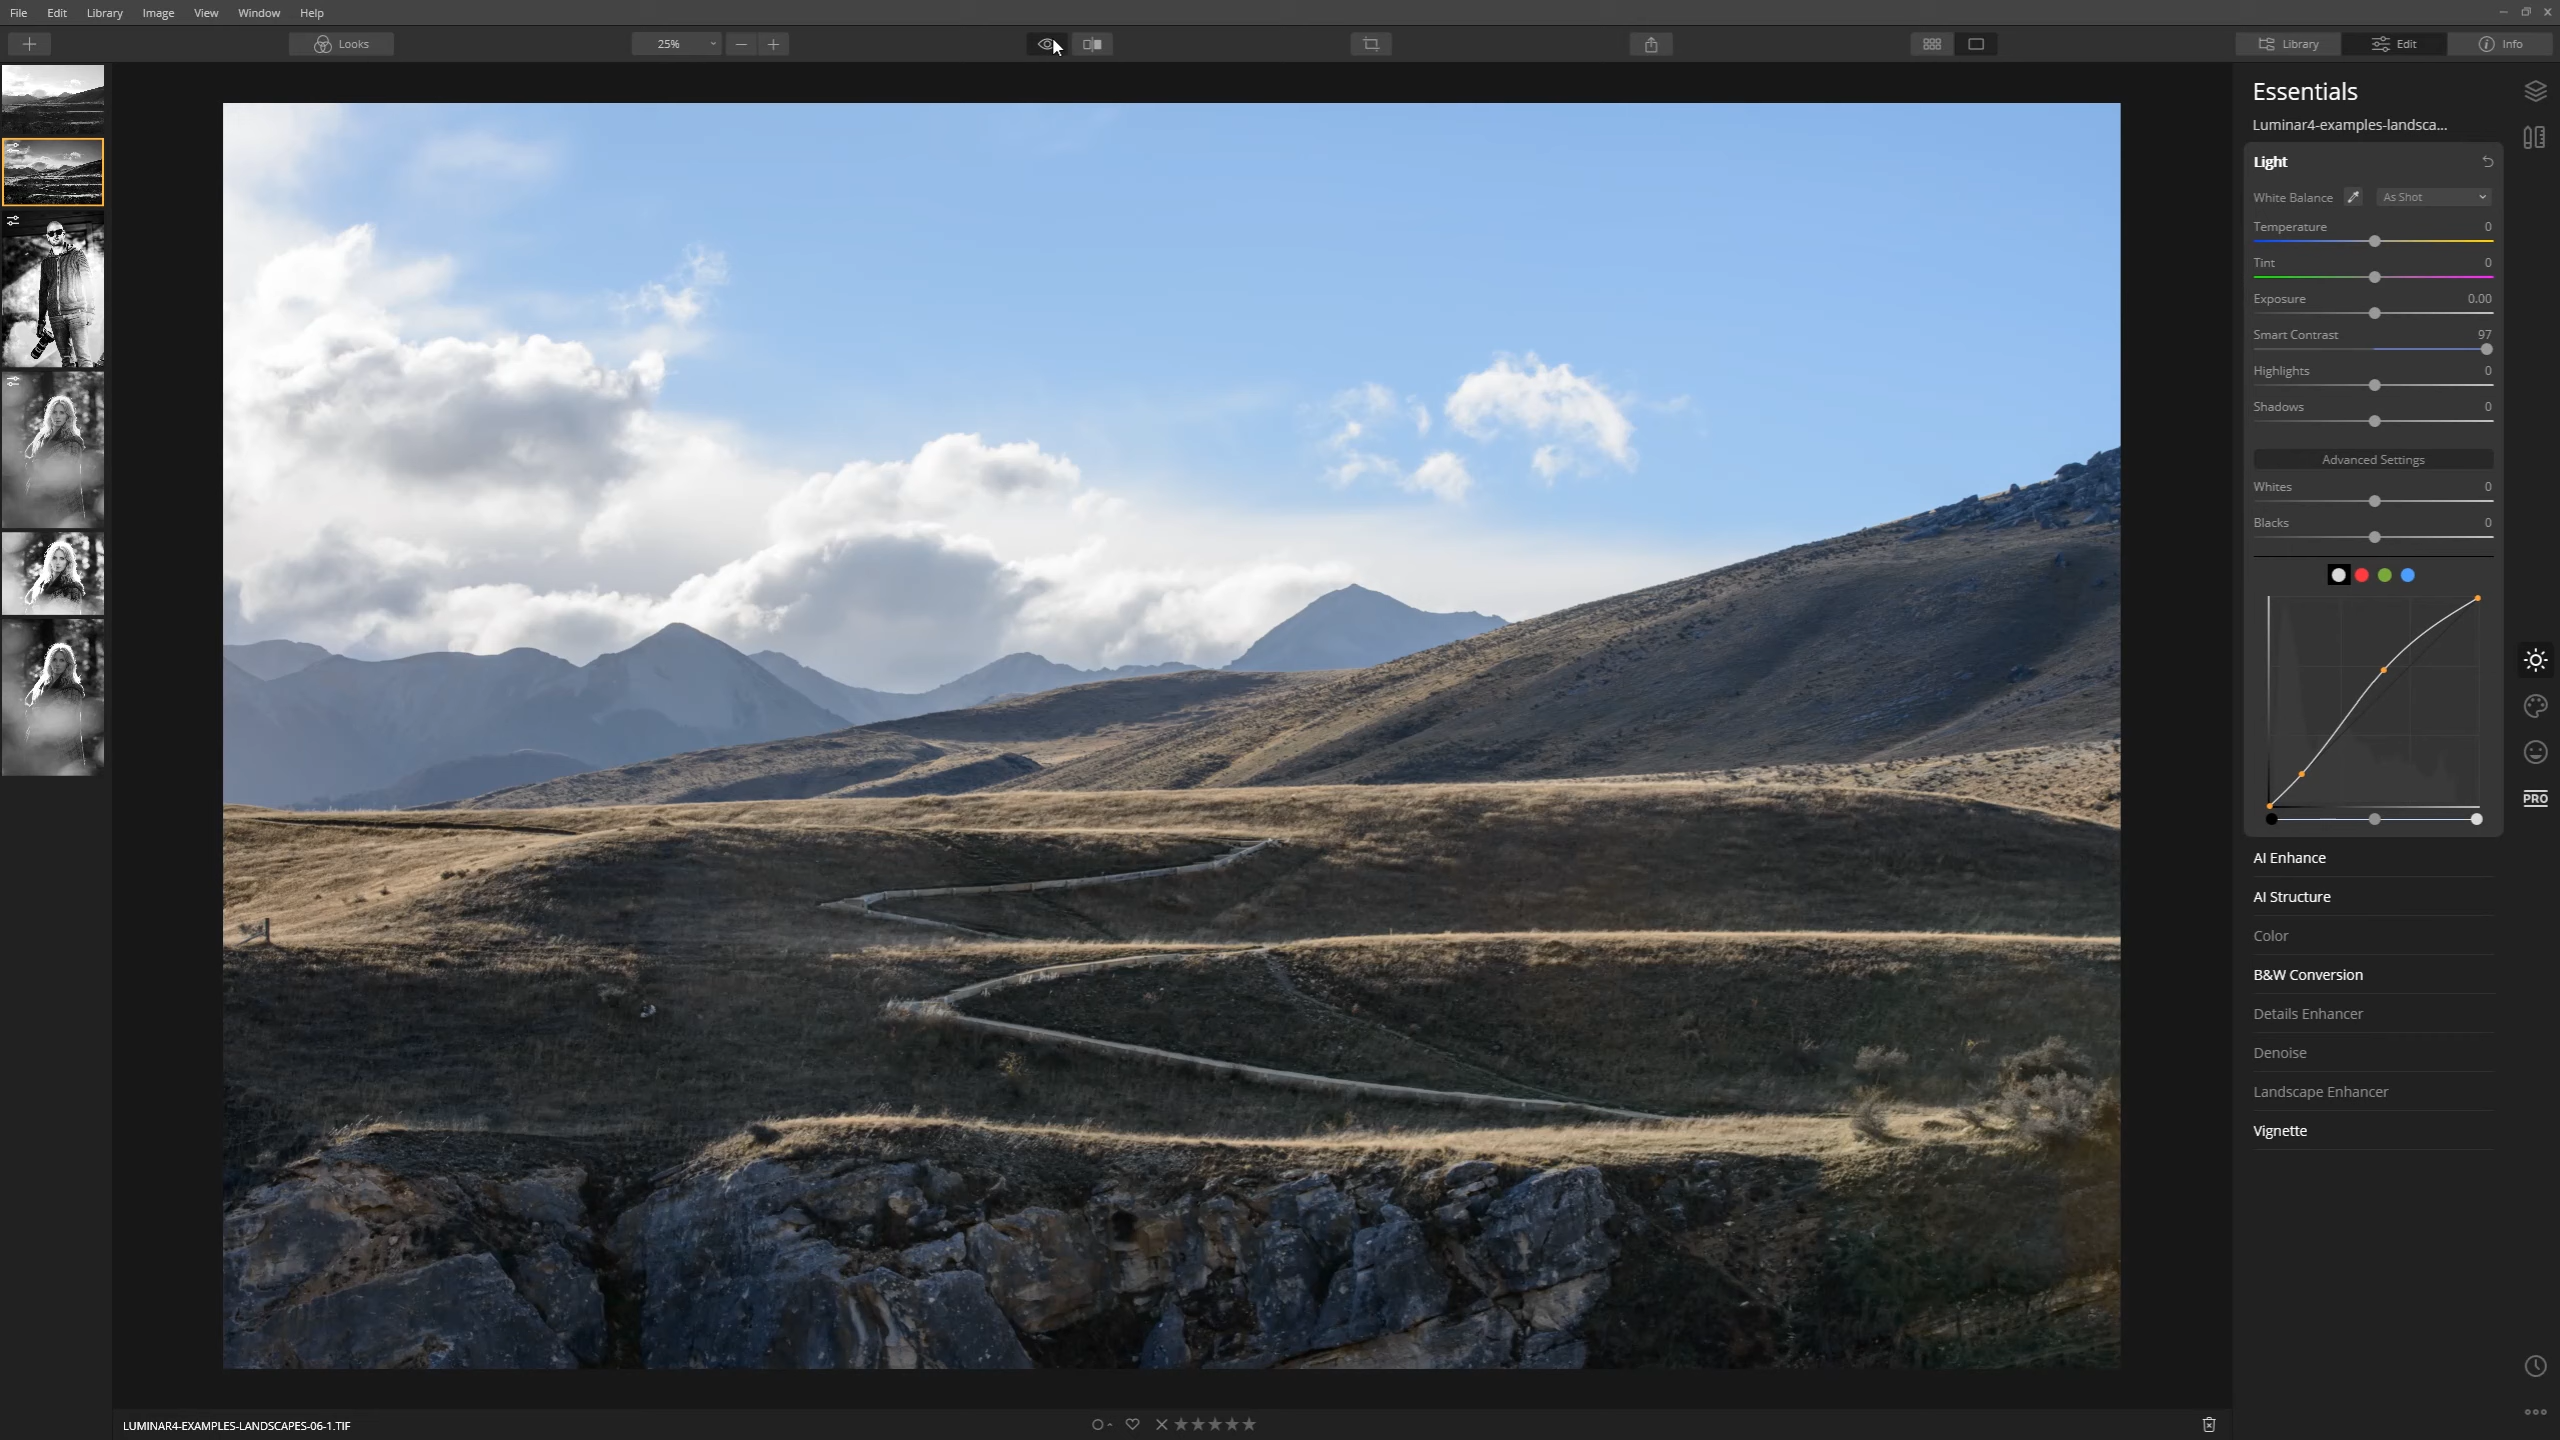 File Edit Library Image View Window Help
Looks 25% Library Edit Info
Essentials
Luminar4-examples-landsca...
Light
White Balance As Shot
Temperature 0
Tint 0
Exposure 0.00
Smart Contrast 97
Highlights 0
Shadows 0
Advanced Settings
Whites 0
Blacks 0
PRO
AI Enhance
AI Structure
Color
B&W Conversion
Details Enhancer
Denoise
Landscape Enhancer
Vignette
LUMINAR4-EXAMPLES-LANDSCAPES-06-1.TIF